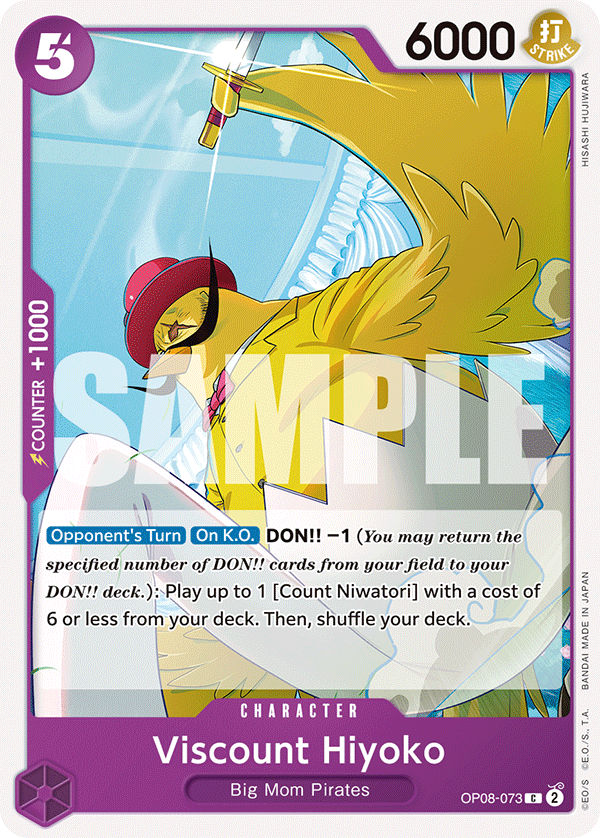 5
6000
打
STRIKE
HISASHI HUJIWARA
COUNTER +1000
SAMPLE
Opponent's Turn On K.O. DON!! −1 (You may return the
specified number of DON!! cards from your field to your
DON!! deck.): Play up to 1 [Count Niwatori] with a cost of
6 or less from your deck. Then, shuffle your deck.
CHARACTER
Viscount Hiyoko
Big Mom Pirates
OP08-073 C 2
©EO/S ©E.O./S., T.A. BANDAI MADE IN JAPAN